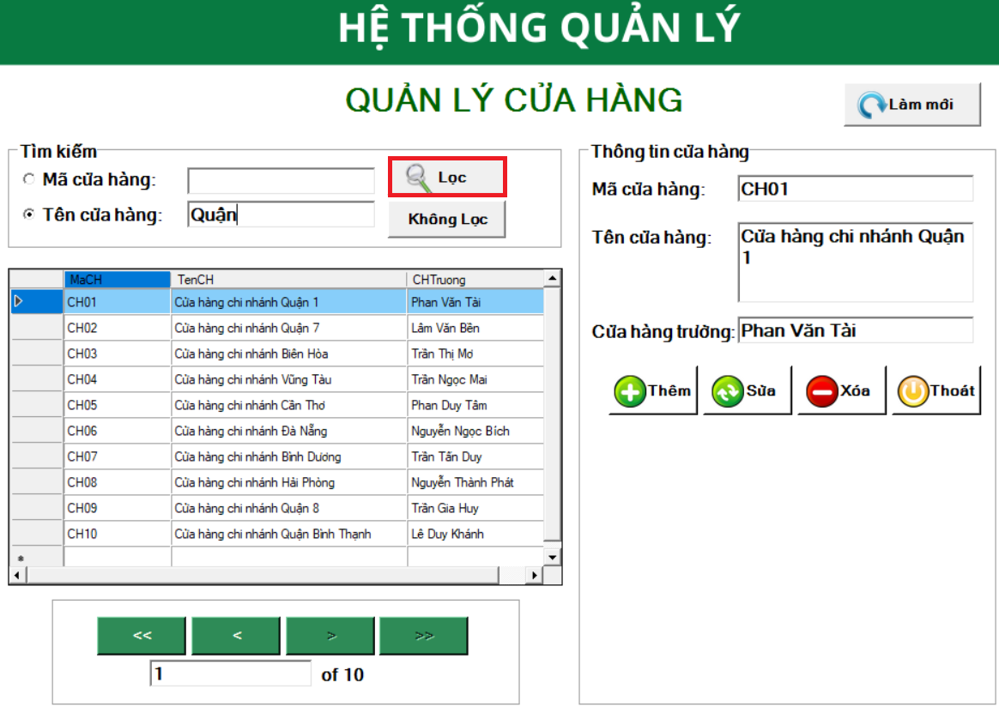 HỆ THỐNG QUẢN LÝ
QUẢN LÝ CỬA HÀNG
Làm mới
Tìm kiếm
Mã cửa hàng:
Lọc
Tên cửa hàng: Quận
Không Lọc
MaCH TenCH CHTruong
CH01 Cửa hàng chi nhánh Quận 1 Phan Văn Tài
CH02 Cửa hàng chi nhánh Quận 7 Lâm Văn Bền
CH03 Cửa hàng chi nhánh Biên Hòa Trần Thị Mơ
CH04 Cửa hàng chi nhánh Vũng Tàu Trần Ngọc Mai
CH05 Cửa hàng chi nhánh Cần Thơ Phan Duy Tâm
CH06 Cửa hàng chi nhánh Đà Nẵng Nguyễn Ngọc Bích
CH07 Cửa hàng chi nhánh Bình Dương Trần Tấn Duy
CH08 Cửa hàng chi nhánh Hải Phòng Nguyễn Thành Phát
CH09 Cửa hàng chi nhánh Quận 8 Trần Gia Huy
CH10 Cửa hàng chi nhánh Quận Bình Thạnh Lê Duy Khánh
*
<< < > >>
1 of 10
Thông tin cửa hàng
Mã cửa hàng: CH01
Tên cửa hàng: Cửa hàng chi nhánh Quận
1
Cửa hàng trưởng: Phan Văn Tài
Thêm Sửa Xóa Thoát